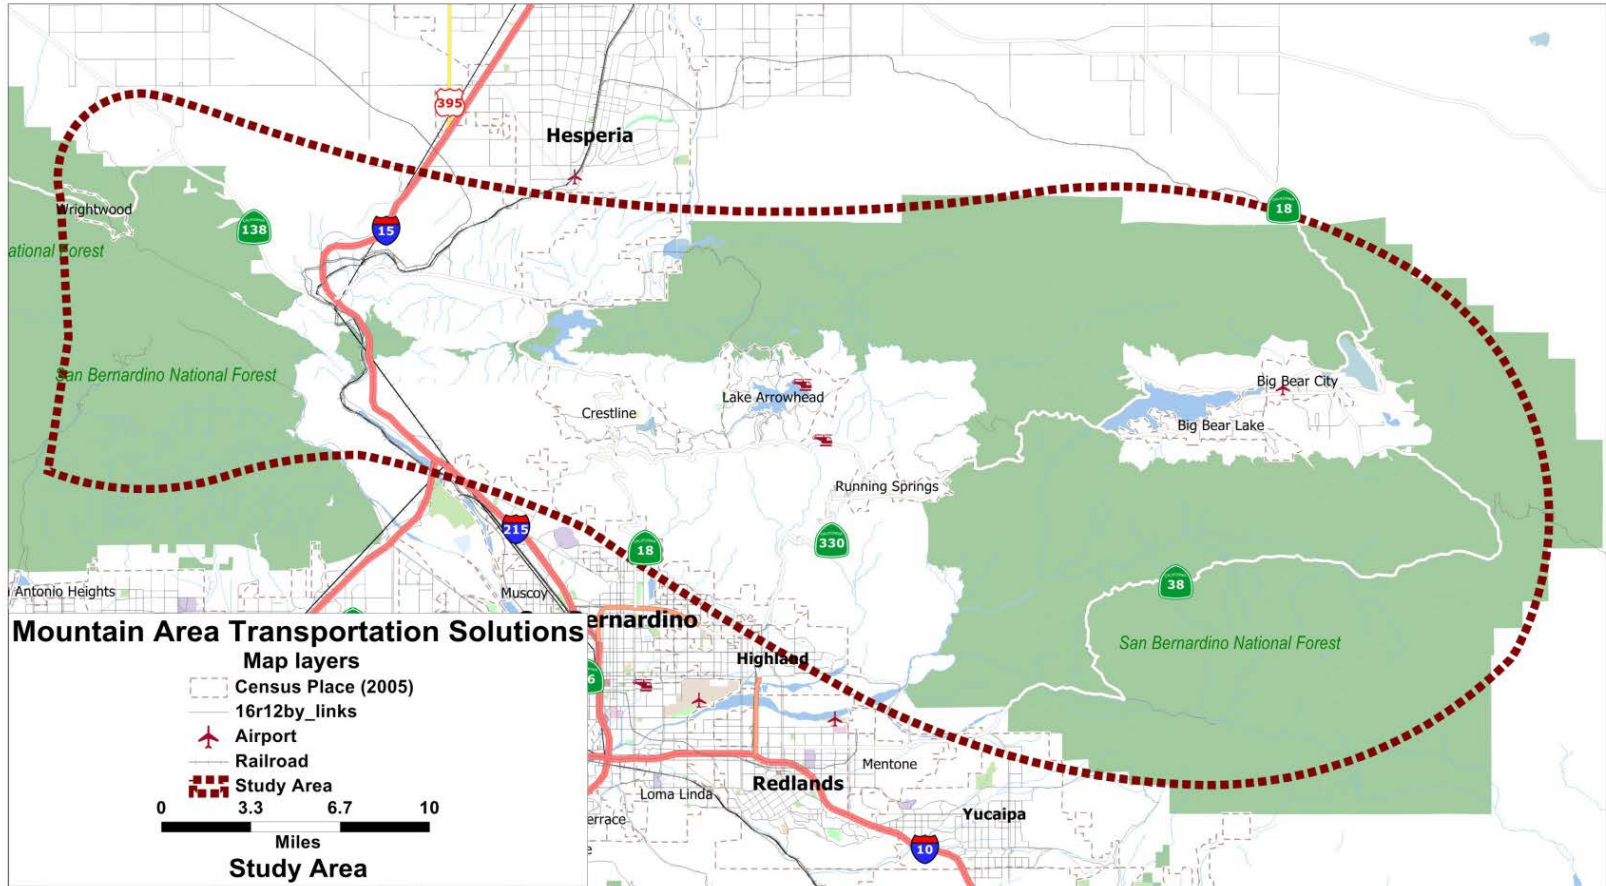 395
Hesperia
Wrightwood
18
138
15
ational Forest
San Bernardino National Forest
Big Bear City
Lake Arrowhead
Crestline
Big Bear Lake
Running Springs
215
18
330
38
Antonio Heights
Muscoy
ernardino
San Bernardino National Forest
Highland
6
Mentone
Redlands
Loma Linda
Yucaipa
errace
e
10
Mountain Area Transportation Solutions
Map layers
Census Place (2005)
16r12by_links
Airport
Railroad
Study Area
0 3.3 6.7 10
Miles
Study Area